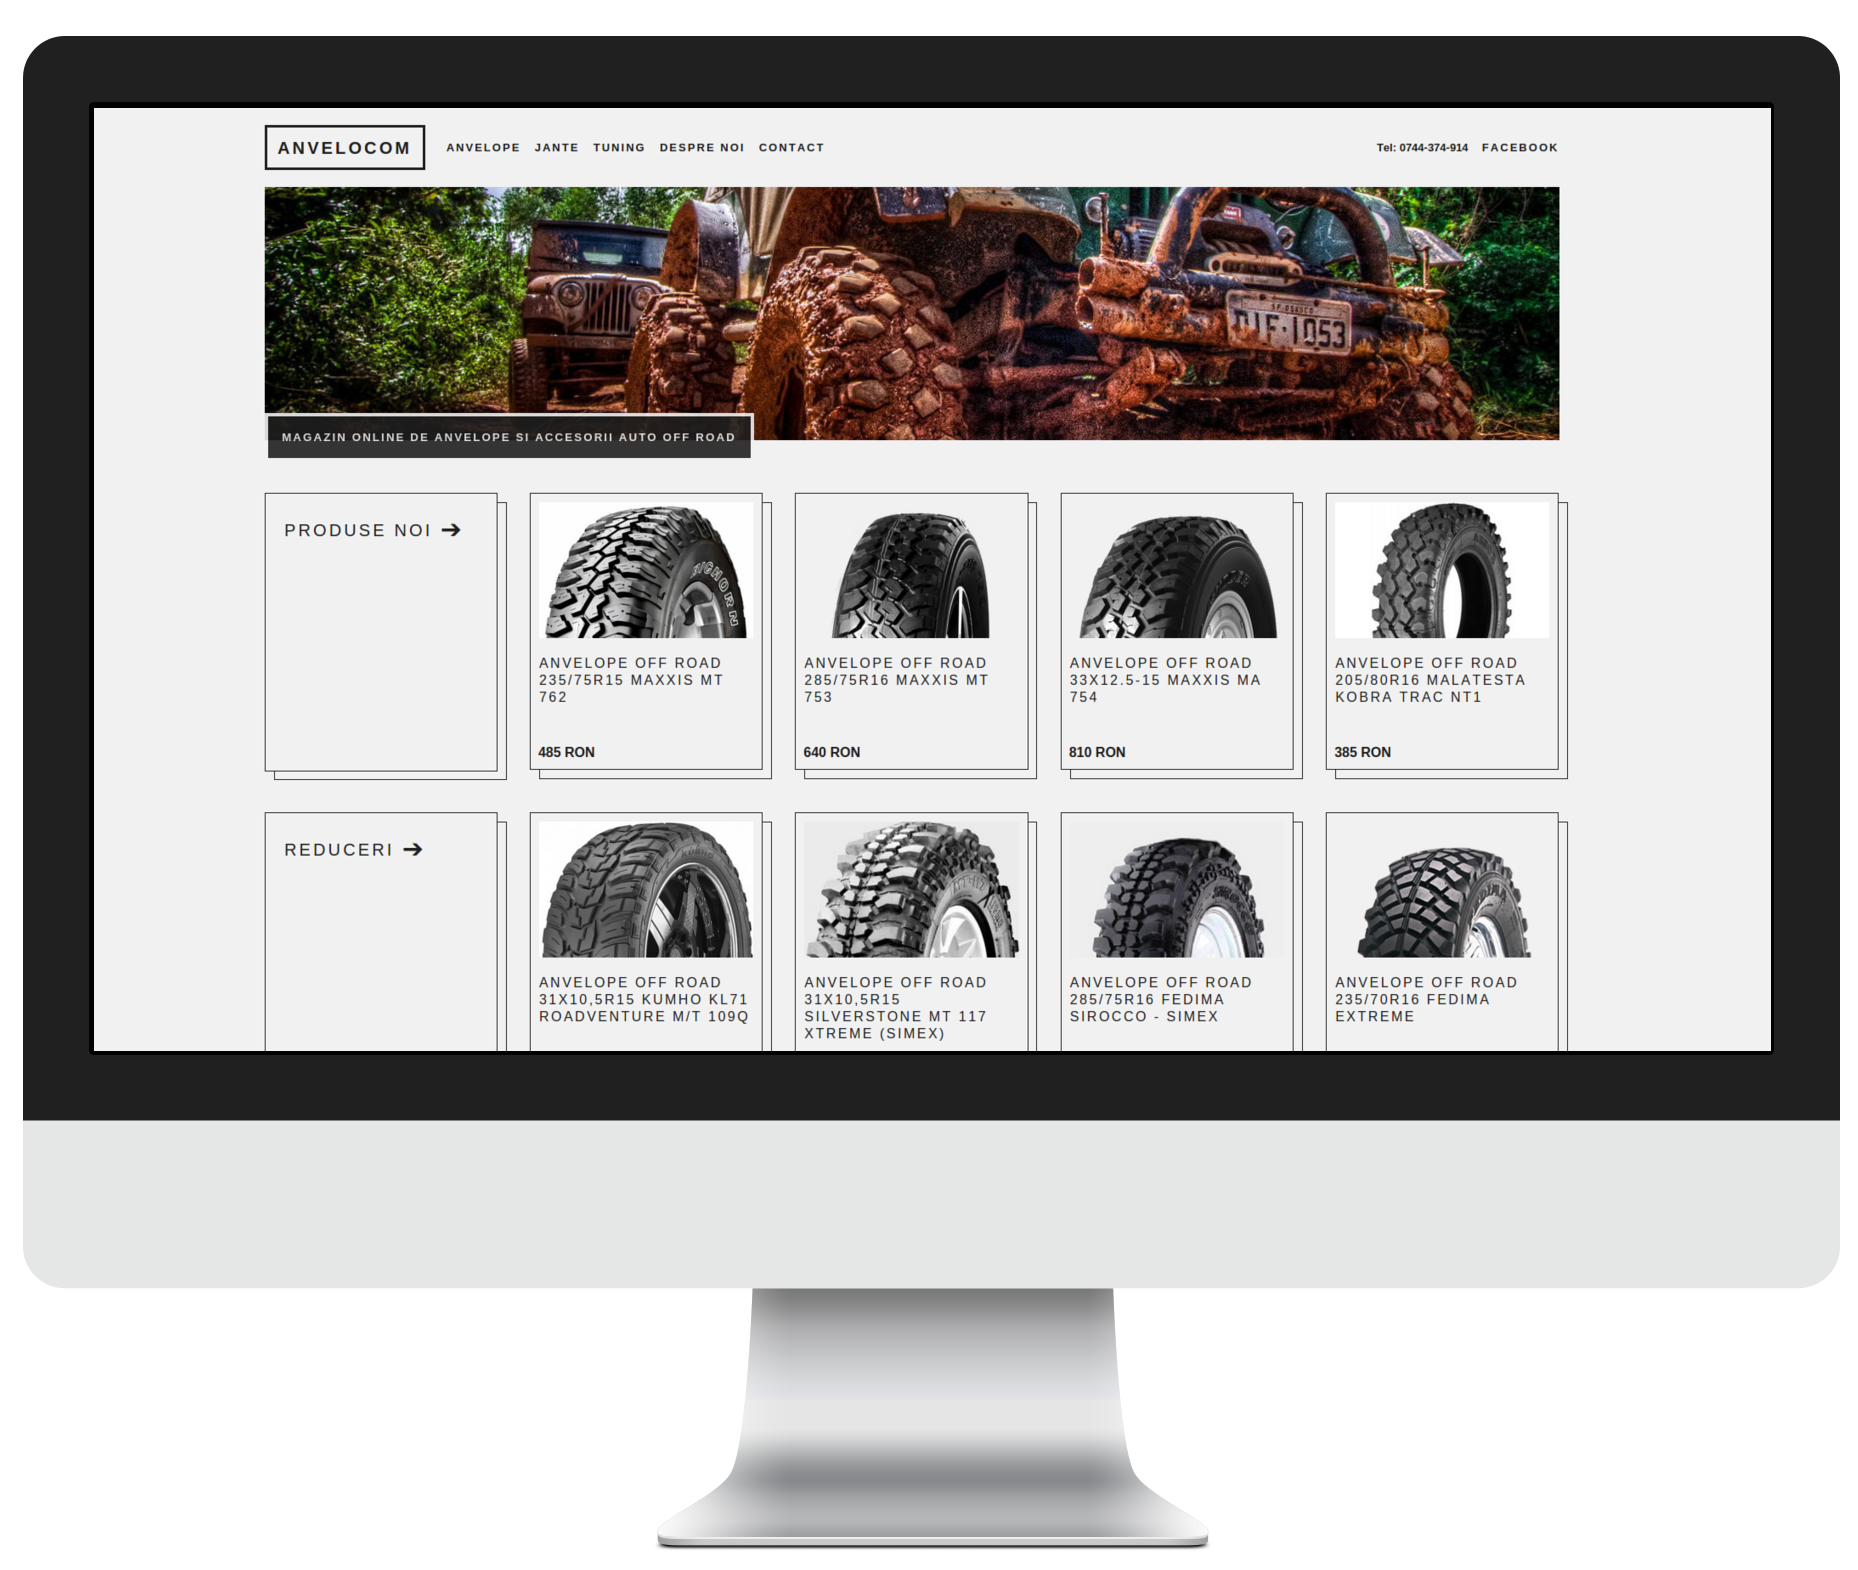 ANVELOCOM
ANVELOPE JANTE TUNING DESPRE NOI CONTACT
Tel: 0744-374-914 FACEBOOK
1053
MAGAZIN ONLINE DE ANVELOPE SI ACCESORII AUTO OFF ROAD
PRODUSE NOI →
ANVELOPE OFF ROAD
235/75R15 MAXXIS MT
762
485 RON
ANVELOPE OFF ROAD
285/75R16 MAXXIS MT
753
640 RON
ANVELOPE OFF ROAD
33X12.5-15 MAXXIS MA
754
810 RON
ANVELOPE OFF ROAD
205/80R16 MALATESTA
KOBRA TRAC NT1
385 RON
REDUCERI →
ANVELOPE OFF ROAD
31X10,5R15 KUMHO KL71
ROADVENTURE M/T 109Q
ANVELOPE OFF ROAD
31X10,5R15
SILVERSTONE MT 117
XTREME (SIMEX)
ANVELOPE OFF ROAD
285/75R16 FEDIMA
SIROCCO - SIMEX
ANVELOPE OFF ROAD
235/70R16 FEDIMA
EXTREME